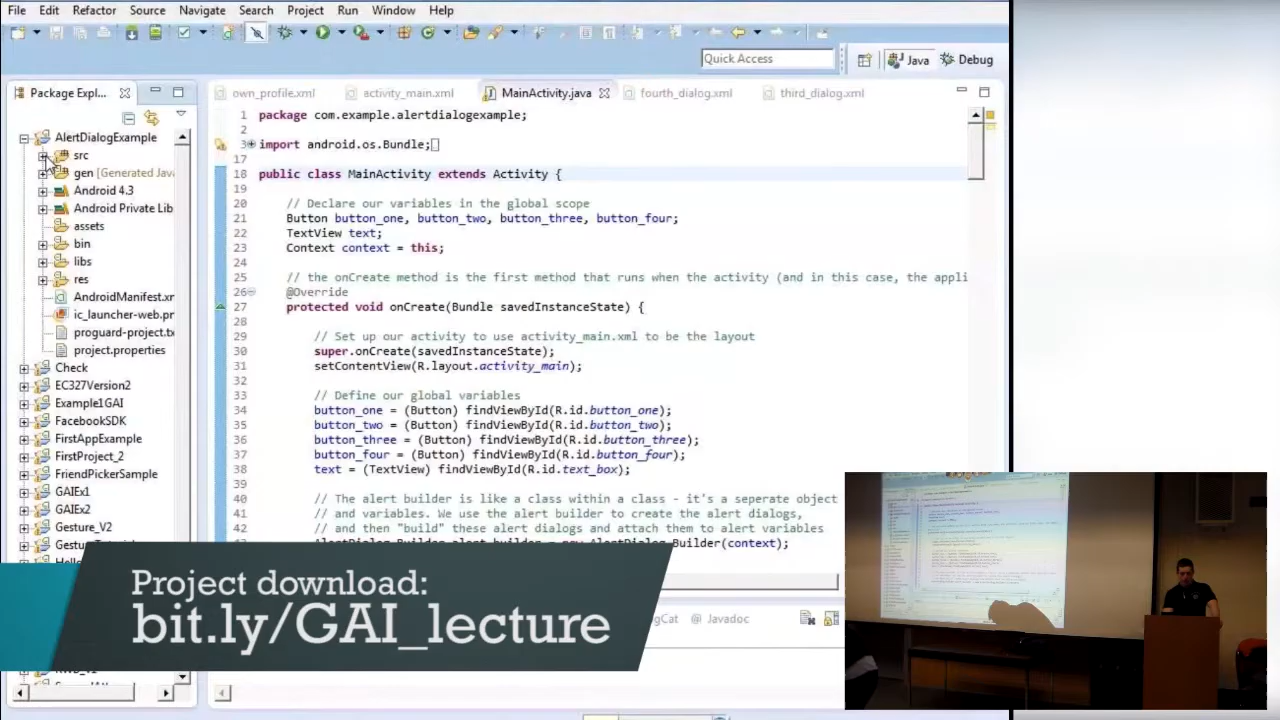 File Edit Refactor Source Navigate Search Project Run Window Help
Quick Access
Java
Debug
Package Expl...
own_profile.xml
activity_main.xml
MainActivity.java
fourth_dialog.xml
third_dialog.xml
AlertDialogExample
src
gen [Generated Java
Android 4.3
Android Private Lib
assets
bin
libs
res
AndroidManifest.xr
ic_launcher-web.pr
proguard-project.tx
project.properties
Check
EC327Version2
Example1GAI
FacebookSDK
FirstAppExample
FirstProject_2
FriendPickerSample
GAIEx1
GAIEx2
Gesture_V2
1 package com.example.alertdialogexample;
2
3 import android.os.Bundle;
17
18 public class MainActivity extends Activity {
19
20 // Declare our variables in the global scope
21 Button button_one, button_two, button_three, button_four;
22 TextView text;
23 Context context = this;
24
25 // the onCreate method is the first method that runs when the activity (and in this case, the appli
26 @Override
27 protected void onCreate(Bundle savedInstanceState) {
28
29 // Set up our activity to use activity_main.xml to be the layout
30 super.onCreate(savedInstanceState);
31 setContentView(R.layout.activity_main);
32
33 // Define our global variables
34 button_one = (Button) findViewById(R.id.button_one);
35 button_two = (Button) findViewById(R.id.button_two);
36 button_three = (Button) findViewById(R.id.button_three);
37 button_four = (Button) findViewById(R.id.button_four);
38 text = (TextView) findViewById(R.id.text_box);
39
40 // The alert builder is like a class within a class - it's a seperate object
and variables. We use the alert builder to create the alert dialogs,
and then "build" these alert dialogs and attach them to alert variables
Builder(context);
Javadoc
Project download:
bit.ly/GAI_lecture